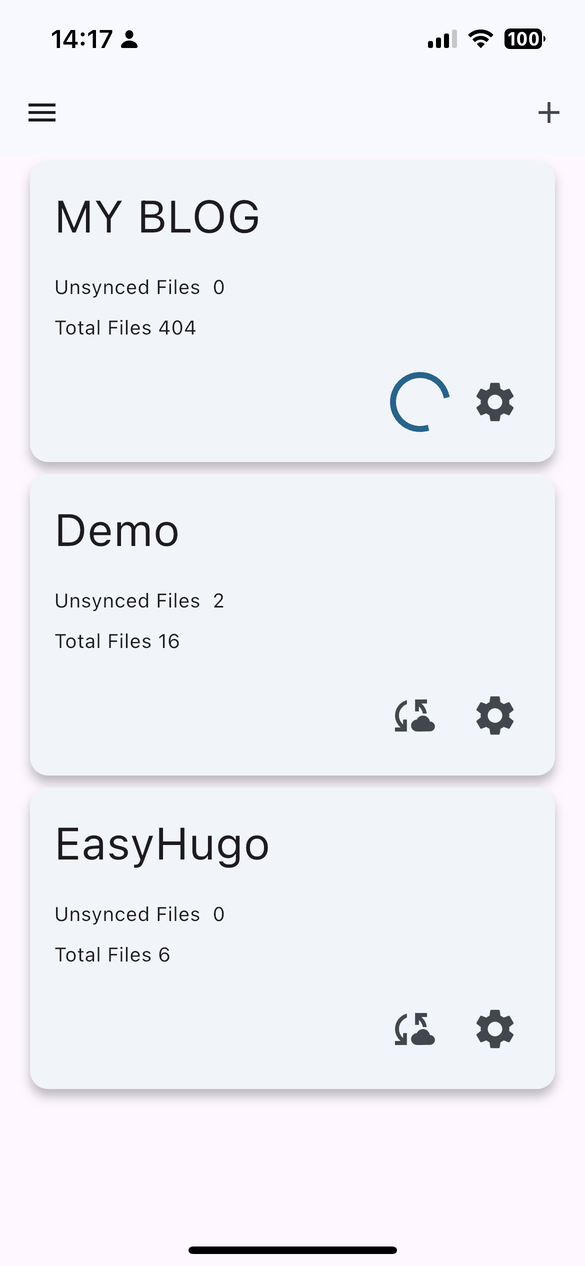 14:17
100
MY BLOG
Unsynced Files 0
Total Files 404
Demo
Unsynced Files 2
Total Files 16
EasyHugo
Unsynced Files 0
Total Files 6